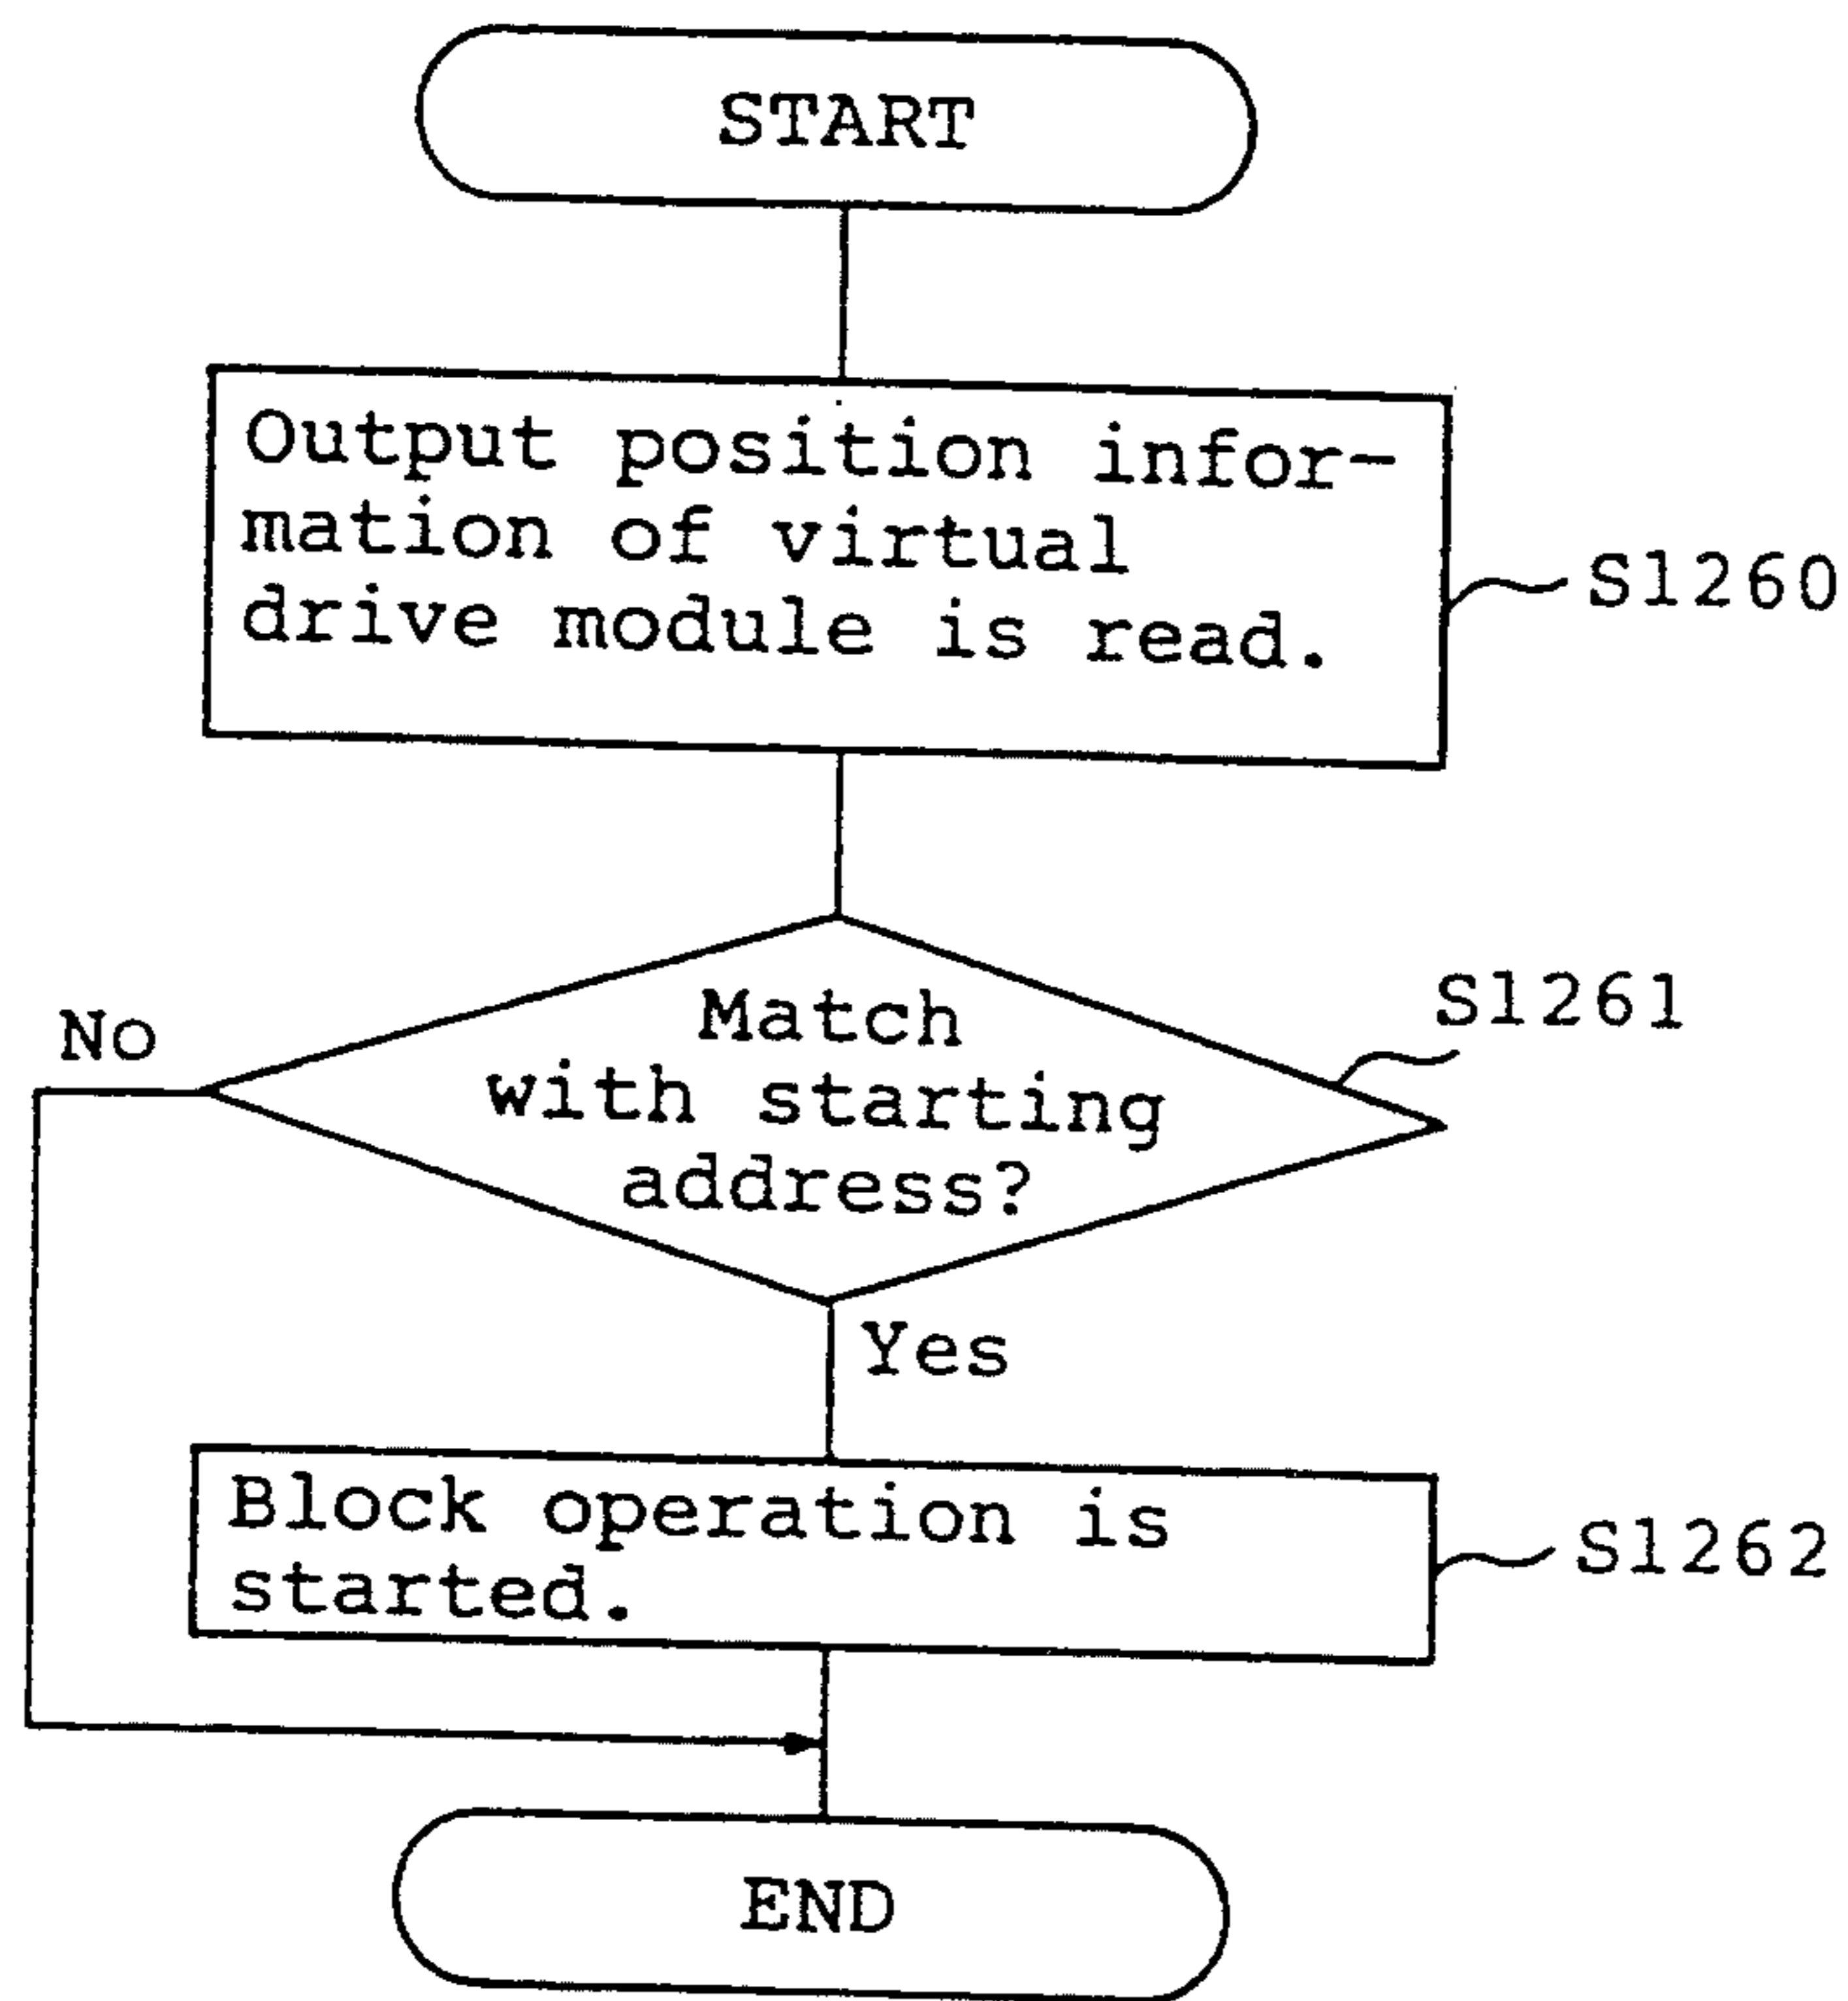 START
Output position infor-
mation of virtual
drive module is read.
S1260
S1261
Match
with starting
address?
No
Yes
Block operation is
started.
S1262
END